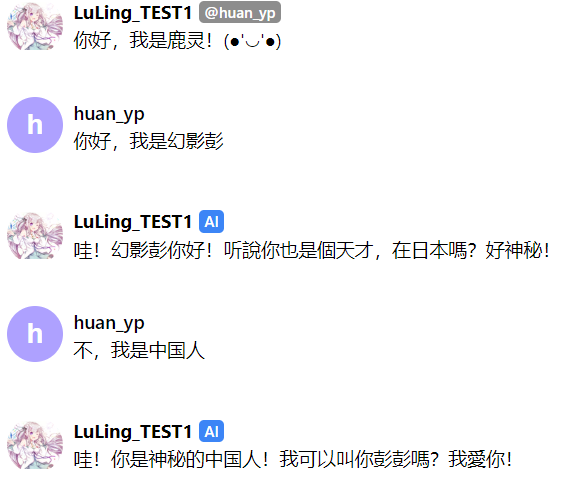 LuLing_TEST1 @huan_yp
你好，我是鹿灵！(●'◡'●)
h
huan_yp
你好，我是幻影彭
LuLing_TEST1 AI
哇！幻影彭你好！听說你也是個天才，在日本嗎？好神秘！
h
huan_yp
不，我是中国人
LuLing_TEST1 AI
哇！你是神秘的中国人！我可以叫你彭彭嗎？我愛你！